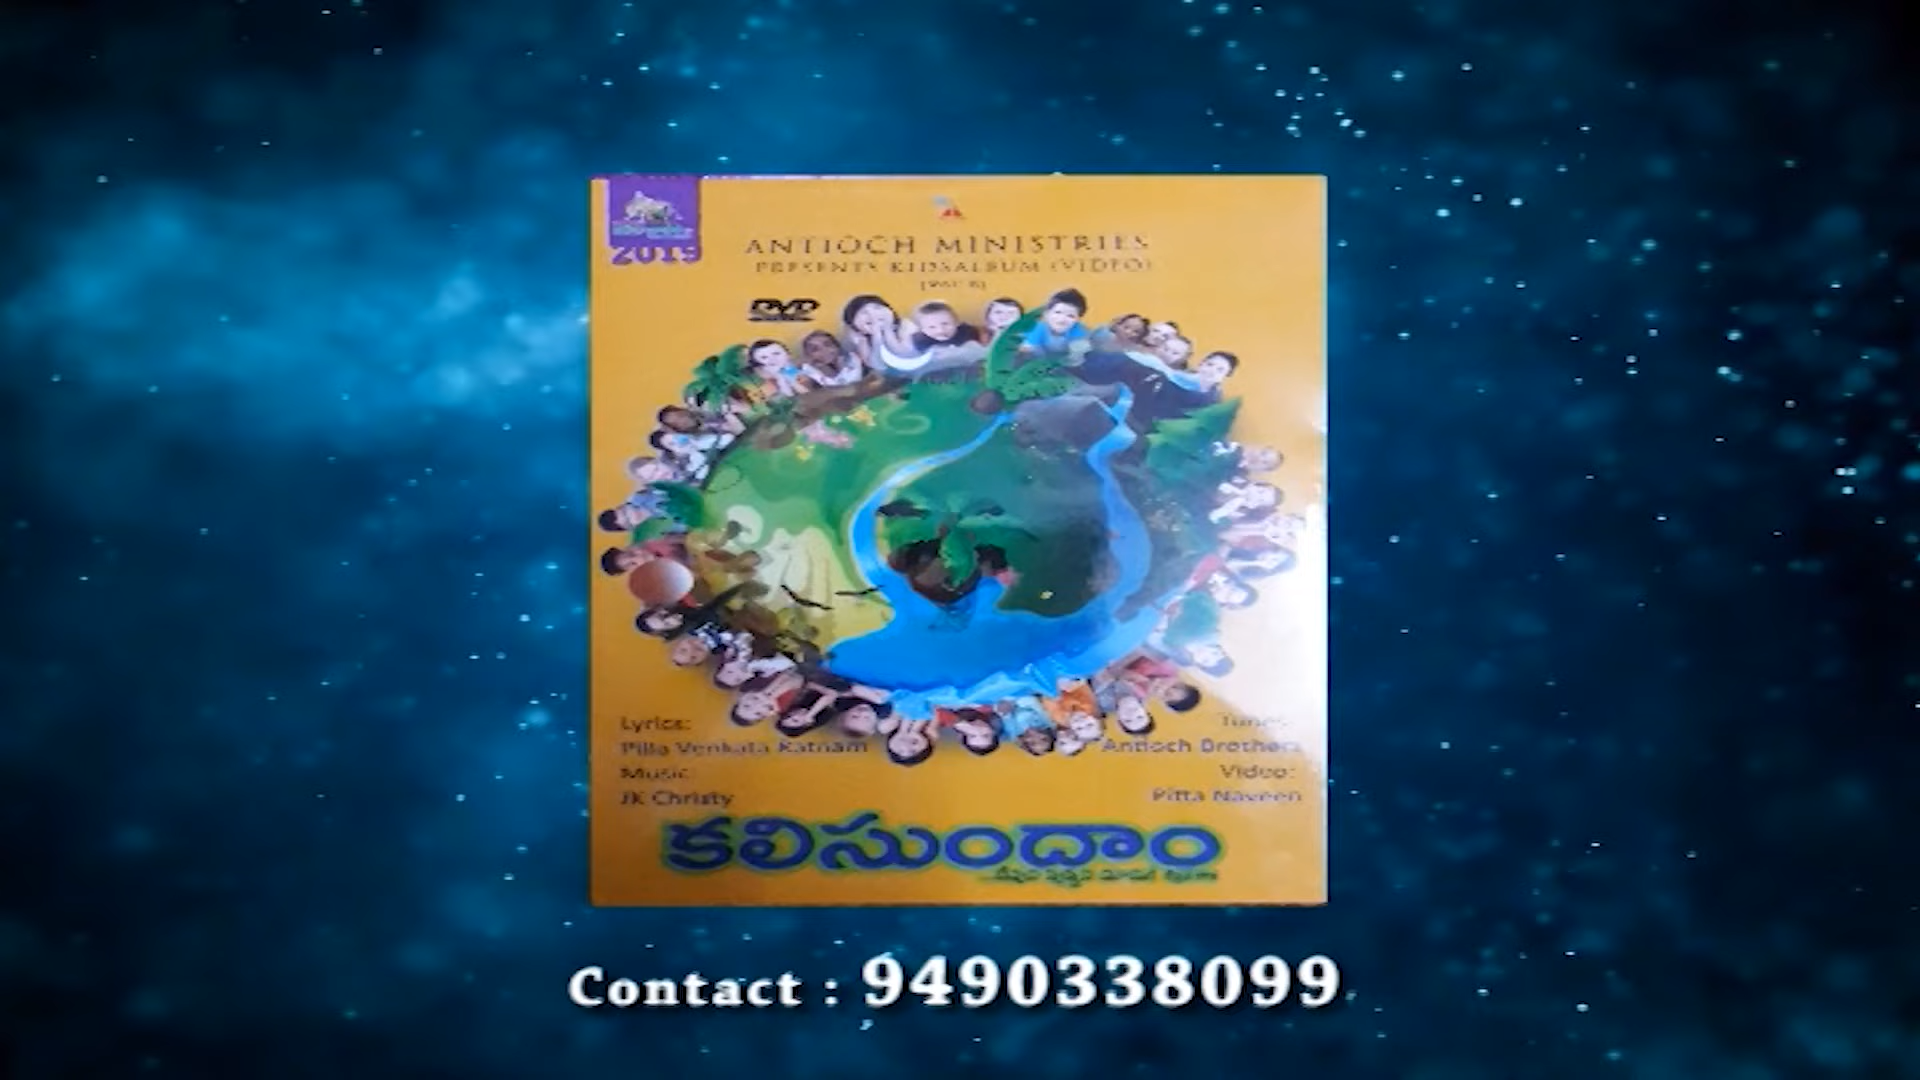 2019
ANTIOCH MINISTRIES
PRESENTS KIDSALBUM (VIDEO)
DVD
Lyrics:
Pilla Venkata Ratnam
Music:
JK Christy
Tunes:
Antioch Brothers
Video:
Pitta Naveen
కలిసుందాం
Contact : 9490338099